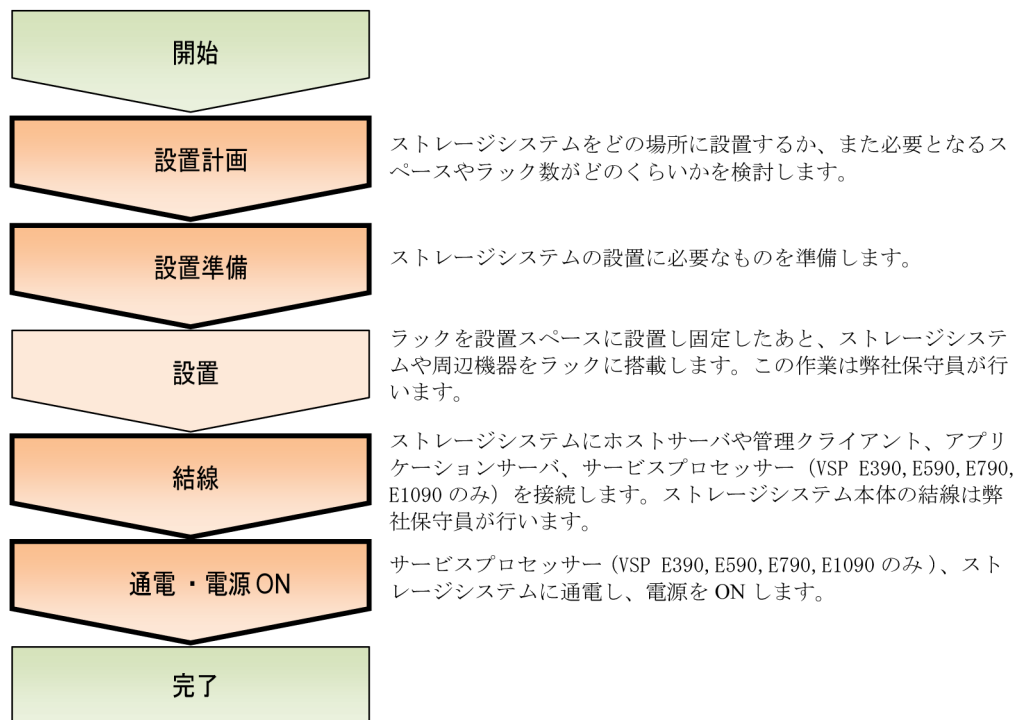 開始
設置計画
ストレージシステムをどの場所に設置するか、また必要となるス
ペースやラック数がどのくらいかを検討します。
設置準備
ストレージシステムの設置に必要なものを準備します。
設置
ラックを設置スペースに設置し固定したあと、ストレージシステ
ムや周辺機器をラックに搭載します。この作業は弊社保守員が行
います。
結線
ストレージシステムにホストサーバや管理クライアント、アプリ
ケーションサーバ、サービスプロセッサー（VSP E390, E590, E790,
E1090 のみ）を接続します。ストレージシステム本体の結線は弊
社保守員が行います。
通電 ・電源 ON
サービスプロセッサー (VSP E390, E590, E790, E1090 のみ )、スト
レージシステムに通電し、電源を ON します。
完了